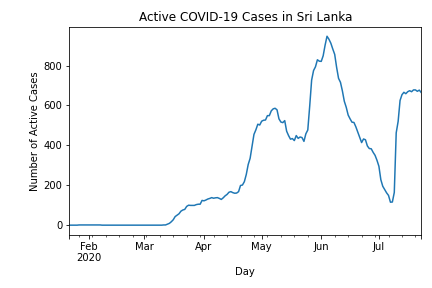 Active COVID-19 Cases in Sri Lanka
Number of Active Cases
800
600
400
200
0
Feb Mar Apr May Jun Jul
2020
Day